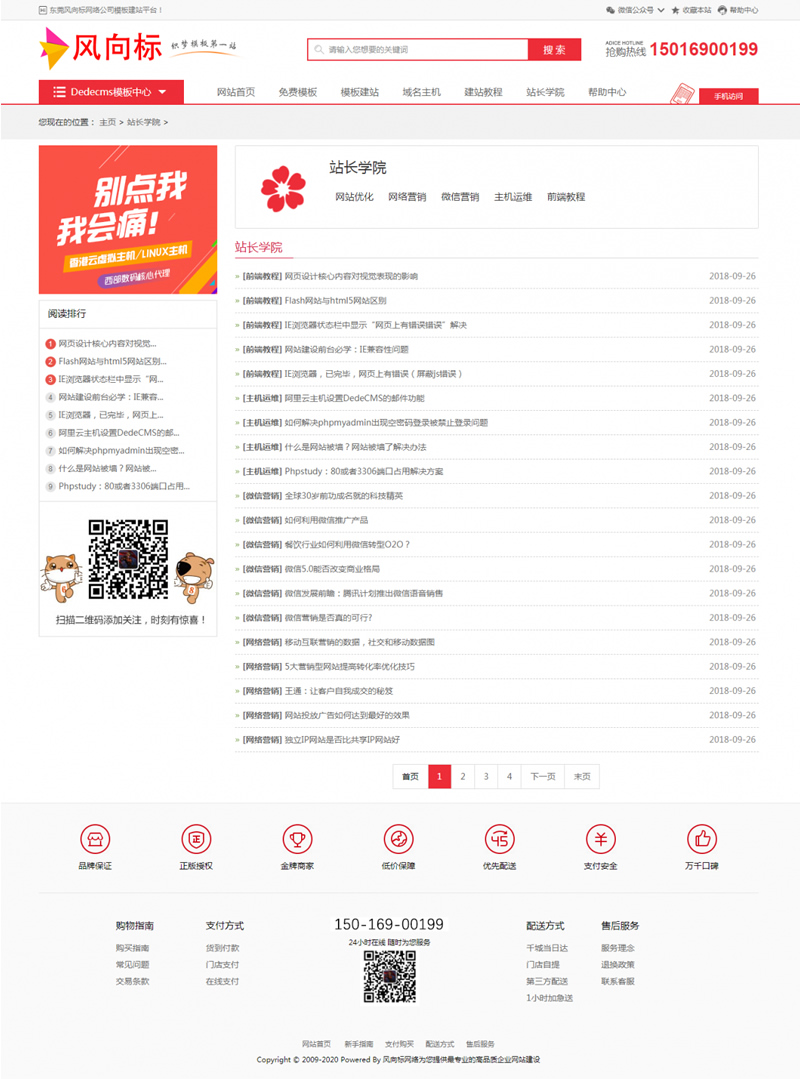 东莞风向标网络公司模板建站平台！
微信公众号 收藏本站 帮助中心
风向标 织梦模板第一站
请输入您想要的关键词 搜 索
ADICE HOTLINE
抢购热线 15016900199
Dedecms模板中心 网站首页 免费模板 模板建站 域名主机 建站教程 站长学院 帮助中心 手机访问
您现在的位置： 主页 > 站长学院 >
别点我
我会痛!
香港云虚拟主机/LINUX主机
西部数码核心代理
阅读排行
1 网页设计核心内容对视觉...
2 Flash网站与html5网站区别...
3 IE浏览器状态栏中显示“网...
4 网站建设前台必学：IE兼容...
5 IE浏览器，已完毕，网页上...
6 阿里云主机设置DedeCMS的邮...
7 如何解决phpmyadmin出现空密...
8 什么是网站被墙？网站被...
9 Phpstudy：80或者3306端口占用...
扫描二维码添加关注，时刻有惊喜！
站长学院
网站优化 网络营销 微信营销 主机运维 前端教程
站长学院
» [前端教程] 网页设计核心内容对视觉表现的影响 2018-09-26
» [前端教程] Flash网站与html5网站区别 2018-09-26
» [前端教程] IE浏览器状态栏中显示“网页上有错误错误”解决 2018-09-26
» [前端教程] 网站建设前台必学：IE兼容性问题 2018-09-26
» [前端教程] IE浏览器，已完毕，网页上有错误（屏蔽js错误） 2018-09-26
» [主机运维] 阿里云主机设置DedeCMS的邮件功能 2018-09-26
» [主机运维] 如何解决phpmyadmin出现空密码登录被禁止登录问题 2018-09-26
» [主机运维] 什么是网站被墙？网站被墙了解决办法 2018-09-26
» [主机运维] Phpstudy：80或者3306端口占用解决方案 2018-09-26
» [微信营销] 全球30岁前功成名就的科技精英 2018-09-26
» [微信营销] 如何利用微信推广产品 2018-09-26
» [微信营销] 餐饮行业如何利用微信转型O2O？ 2018-09-26
» [微信营销] 微信5.0能否改变商业格局 2018-09-26
» [微信营销] 微信发展前瞻：腾讯计划推出微信语音销售 2018-09-26
» [微信营销] 微信营销是否真的可行? 2018-09-26
» [网络营销] 移动互联营销的数据，社交和移动数据图 2018-09-26
» [网络营销] 5大营销型网站提高转化率优化技巧 2018-09-26
» [网络营销] 王通：让客户自我成交的秘笈 2018-09-26
» [网络营销] 网站投放广告如何达到最好的效果 2018-09-26
» [网络营销] 独立IP网站是否比共享IP网站好 2018-09-26
首页 1 2 3 4 下一页 末页
正 45
品牌保证 正版授权 金牌商家 低价保障 优先配送 支付安全 万千口碑
购物指南
购买指南
常见问题
交易条款
支付方式
货到付款
门店支付
在线支付
150-169-00199
24小时在线 随时为您服务
配送方式
千城当日达
门店自提
第三方配送
1小时加急送
售后服务
服务理念
退换政策
联系客服
网站首页 新手指南 支付购买 配送方式 售后服务
Copyright © 2009-2020 Powered By 风向标网络为您提供最专业的高品质企业网站建设